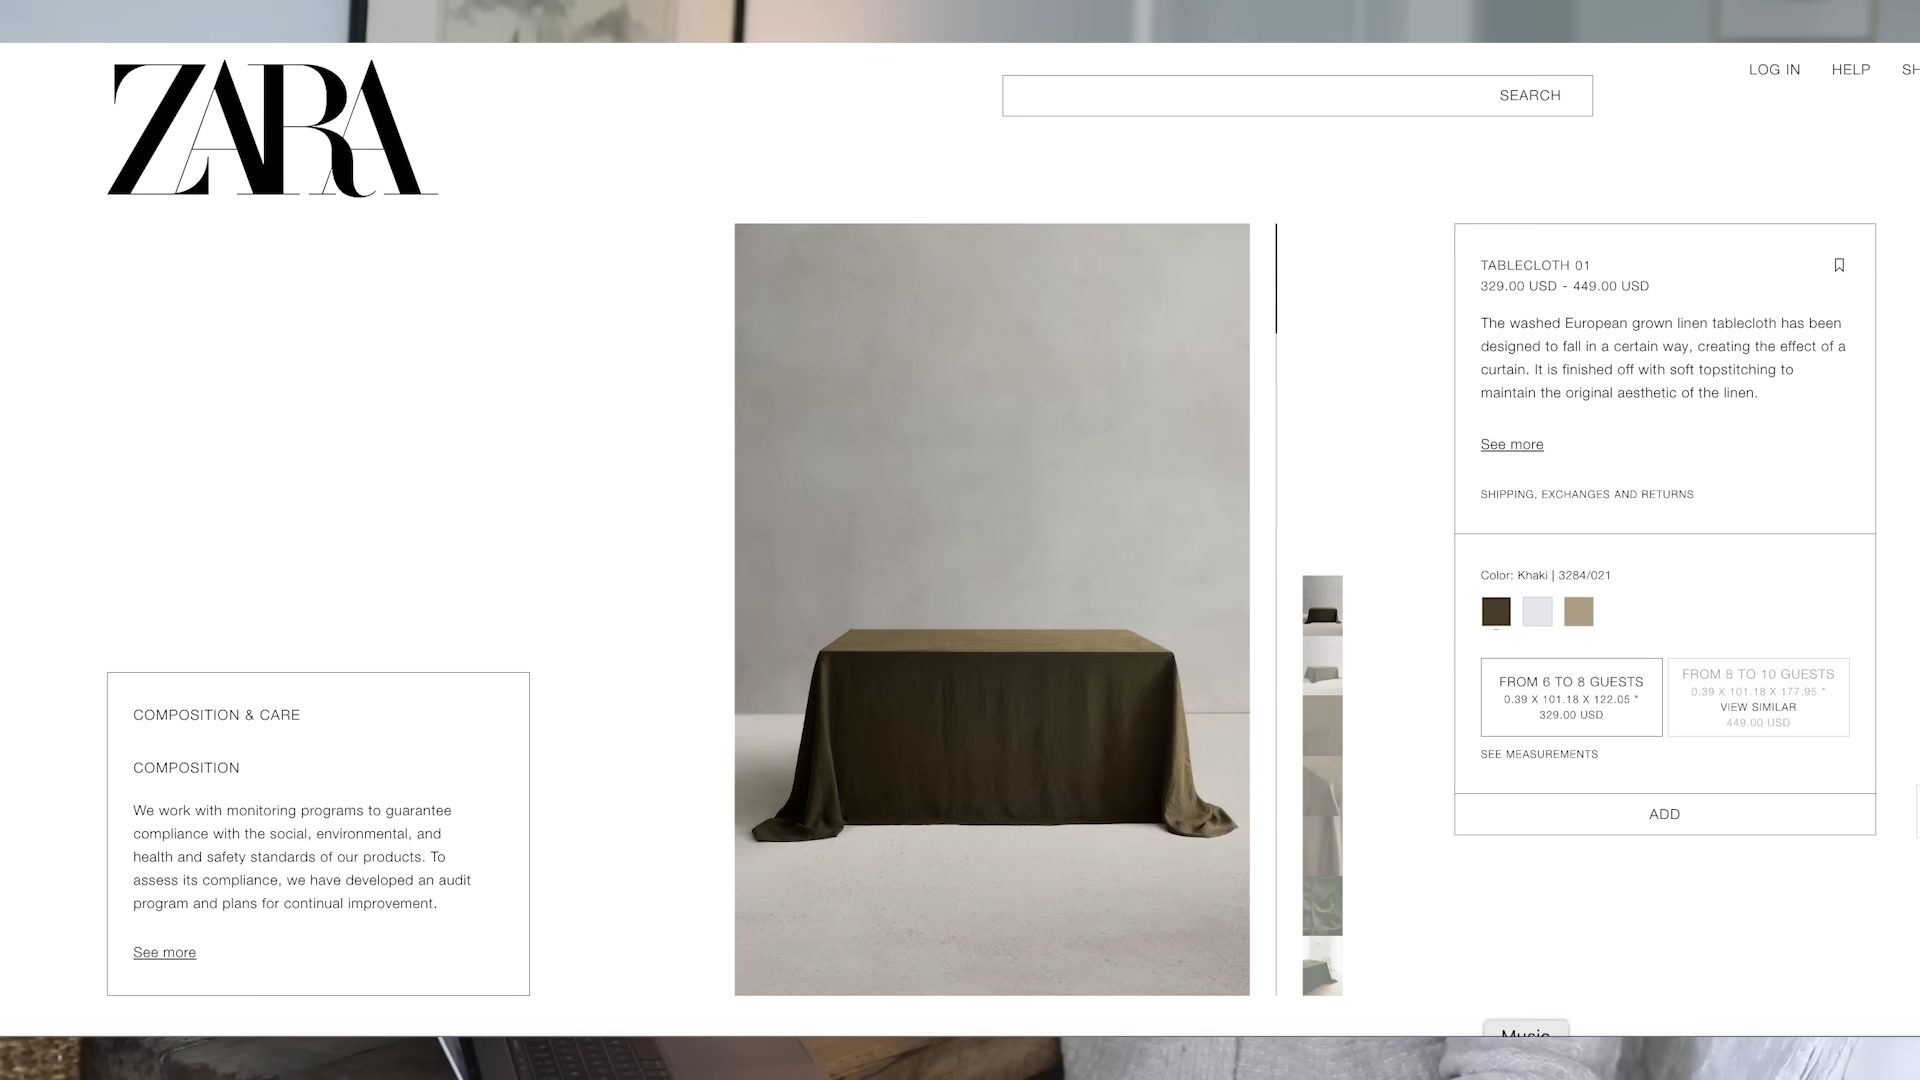 ZARA
SEARCH
LOG IN
HELP
TABLECLOTH 01
329.00 USD - 449.00 USD
The washed European grown linen tablecloth has been
designed to fall in a certain way, creating the effect of a
curtain. It is finished off with soft topstitching to
maintain the original aesthetic of the linen.
See more
SHIPPING, EXCHANGES AND RETURNS
Color: Khaki | 3284/021
FROM 6 TO 8 GUESTS
0.39 X 101.18 X 122.05 "
329.00 USD
FROM 8 TO 10 GUESTS
0.39 X 101.18 X 177.95 "
VIEW SIMILAR
449.00 USD
SEE MEASUREMENTS
ADD
COMPOSITION & CARE
COMPOSITION
We work with monitoring programs to guarantee
compliance with the social, environmental, and
health and safety standards of our products. To
assess its compliance, we have developed an audit
program and plans for continual improvement.
See more
Music